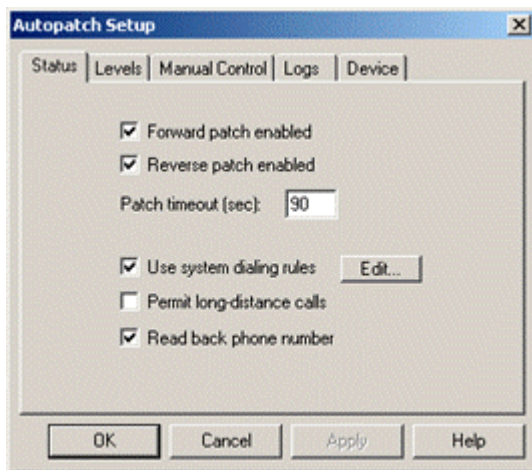 Autopatch Setup
Status Levels Manual Control Logs Device
Forward patch enabled
Reverse patch enabled
Patch timeout (sec): 90
Use system dialing rules Edit...
Permit long-distance calls
Read back phone number
OK Cancel Apply Help